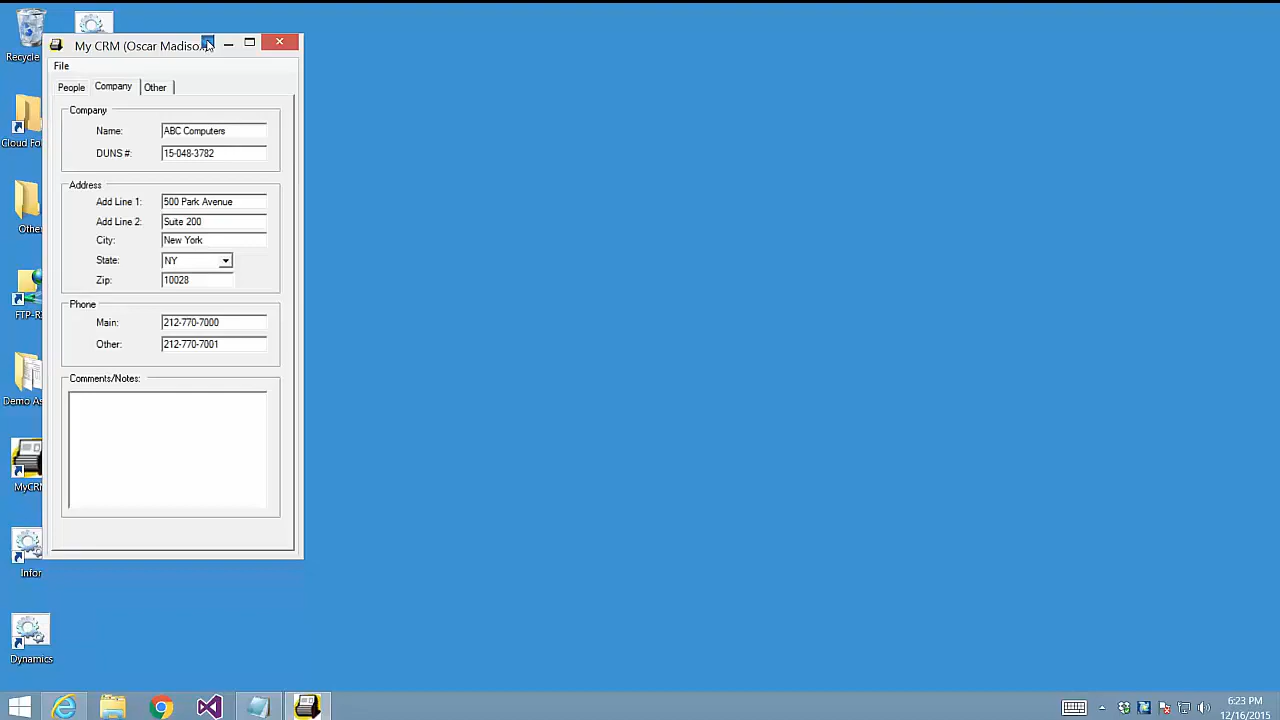 Recycle
My CRM (Oscar Madiso
File
People Company Other
Company
Name: ABC Computers
DUNS #: 15-048-3782
Address
Add Line 1: 500 Park Avenue
Add Line 2: Suite 200
City: New York
State: NY
Zip: 10028
Phone
Main: 212-770-7000
Other: 212-770-7001
Comments/Notes:
Cloud Fo
Othe
FTP-R
Demo As
MyCRM
Infor
Dynamics
6:23 PM
12/16/2015